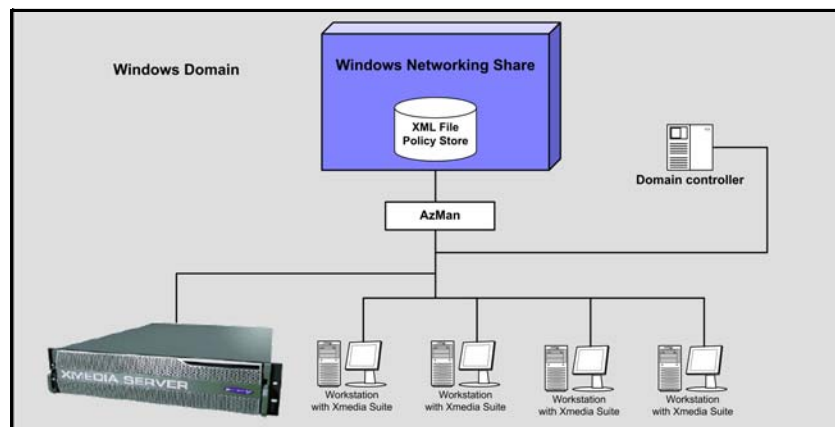 Windows Domain
Windows Networking Share
XML File
Policy Store
Domain controller
AzMan
XMEDIA SERVER
Workstation
with Xmedia Suite
Workstation
with Xmedia Suite
Workstation
with Xmedia Suite
Workstation
with Xmedia Suite